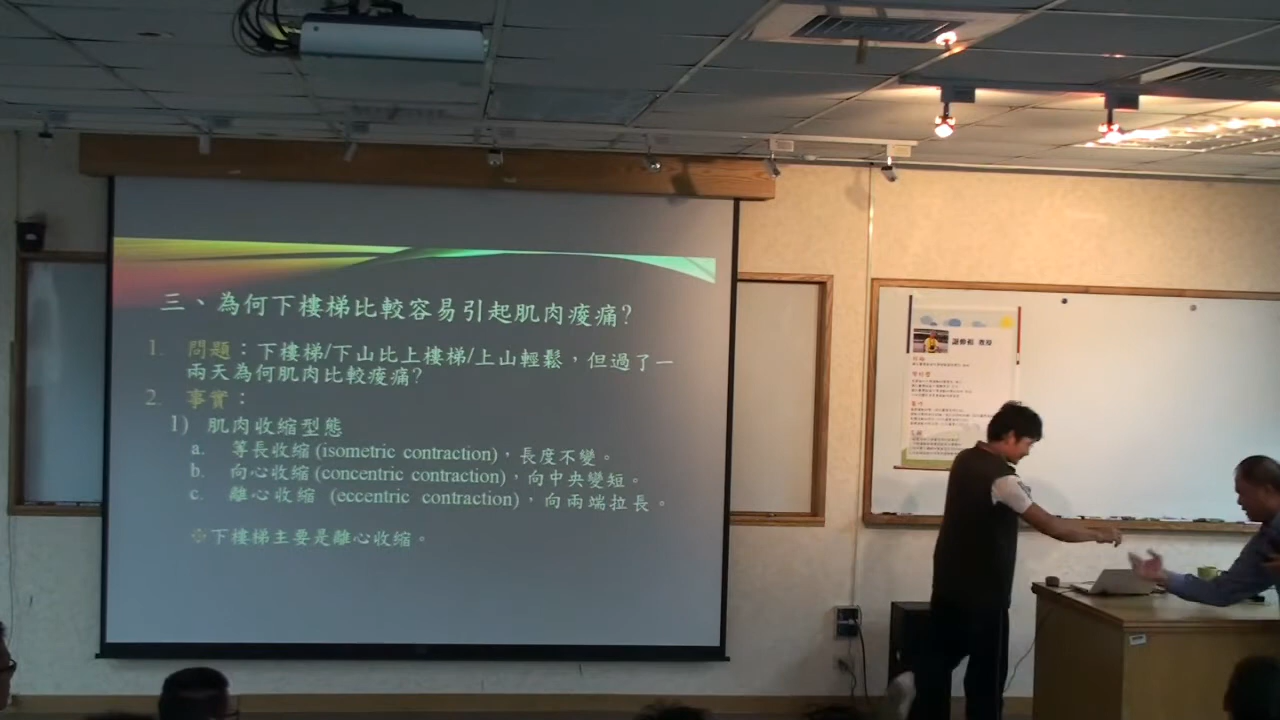 三、為何下樓梯比較容易引起肌肉痠痛?
1. 問題：下樓梯/下山比上樓梯/上山輕鬆，但過了一
兩天為何肌肉比較痠痛?
2. 事實：
1) 肌肉收縮型態
a. 等長收縮 (isometric contraction)，長度不變。
b. 向心收縮 (concentric contraction)，向中央變短。
c. 離心收縮 (eccentric contraction)，向兩端拉長。
下樓梯主要是離心收縮。